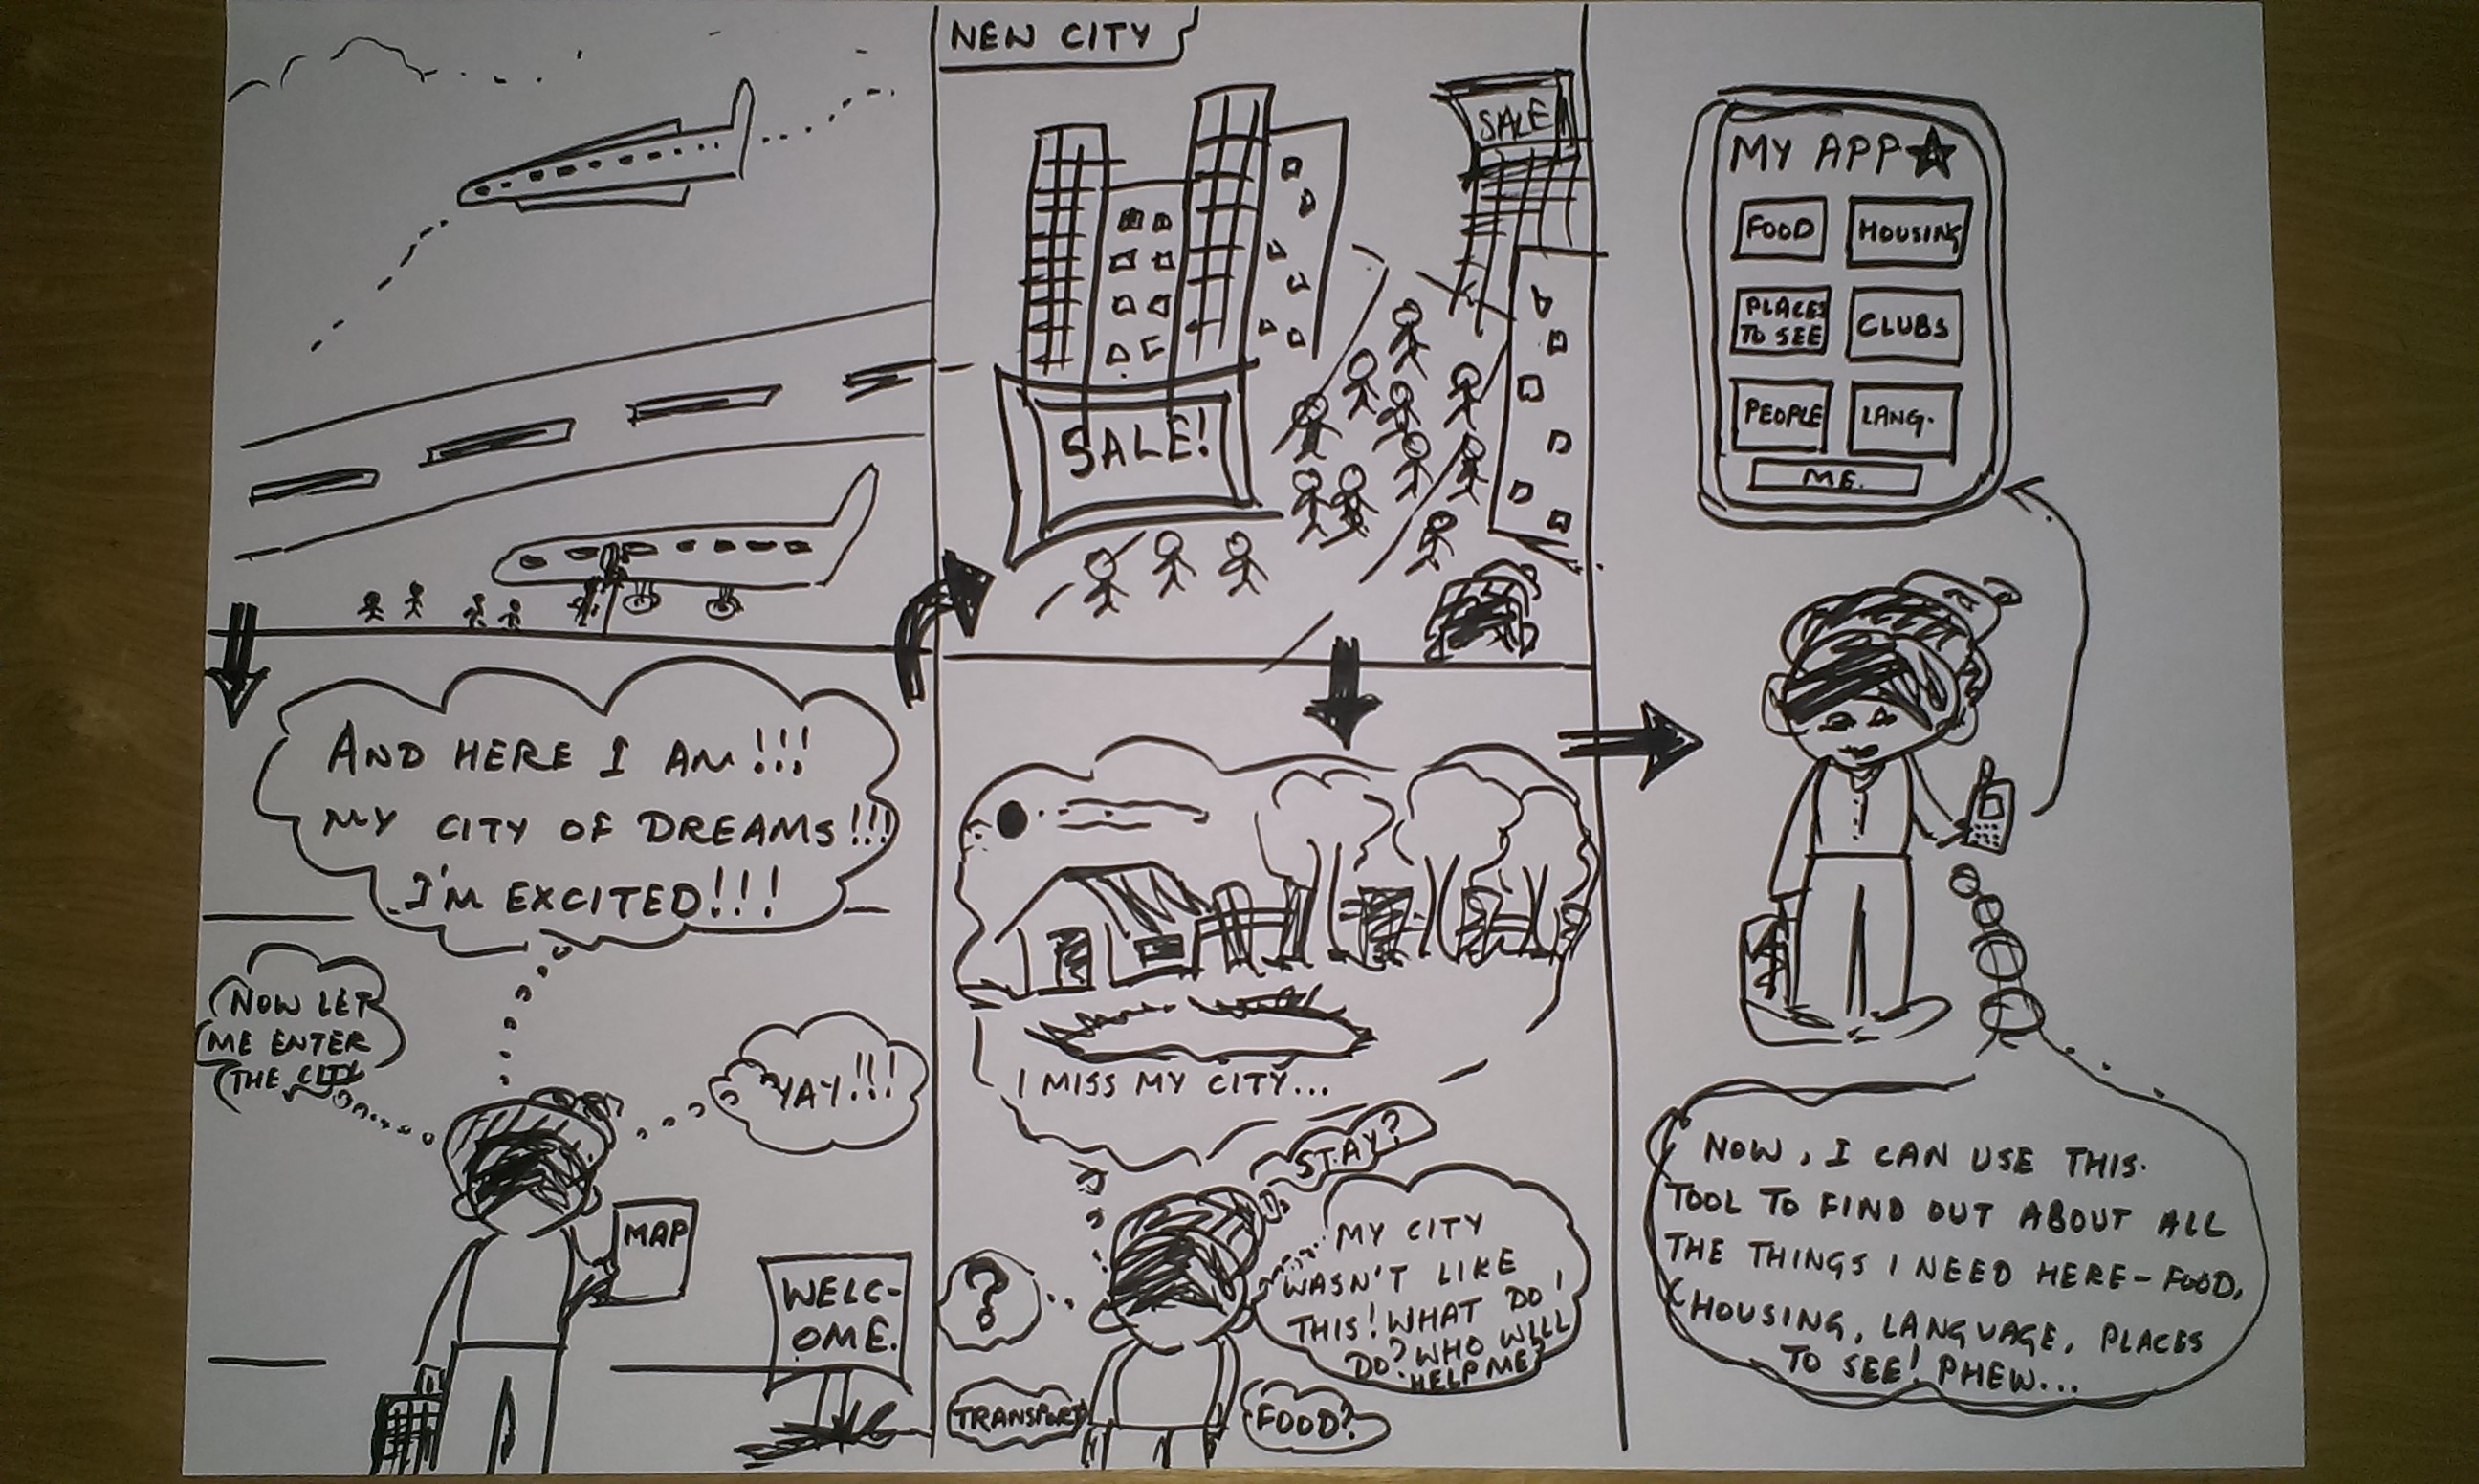 AND HERE I AM!!!
MY CITY OF DREAMS!!!
I'M EXCITED!!!
NOW LET
ME ENTER
THE CITY
YAY!!!
MAP
WELC-
OME.
NEW CITY
SALE
SALE!
I MISS MY CITY...
STAY?
MY CITY
WASN'T LIKE
THIS! WHAT DO I
DO? WHO WILL
HELP ME?
?
TRANSPORT
FOOD?
MY APP
FOOD
HOUSING
PLACES
TO SEE
CLUBS
PEOPLE
LANG.
ME.
NOW, I CAN USE THIS.
TOOL TO FIND OUT ABOUT ALL
THE THINGS I NEED HERE - FOOD,
HOUSING, LANGUAGE, PLACES
TO SEE! PHEW...